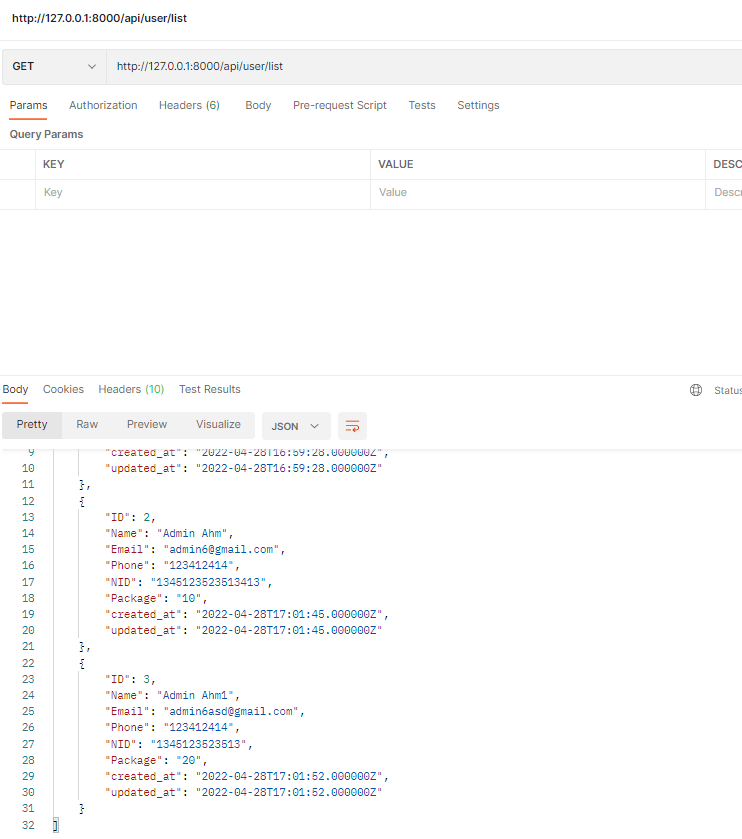 http://127.0.0.1:8000/api/user/list
GET http://127.0.0.1:8000/api/user/list
Params Authorization Headers (6) Body Pre-request Script Tests Settings
Query Params
KEY VALUE DESC
Key Value Descr
Body Cookies Headers (10) Test Results Status
Pretty Raw Preview Visualize JSON
9 "created_at": "2022-04-28T16:59:28.000000Z",
10 "updated_at": "2022-04-28T16:59:28.000000Z"
11 },
12 {
13 "ID": 2,
14 "Name": "Admin Ahm",
15 "Email": "admin6@gmail.com",
16 "Phone": "123412414",
17 "NID": "1345123523513413",
18 "Package": "10",
19 "created_at": "2022-04-28T17:01:45.000000Z",
20 "updated_at": "2022-04-28T17:01:45.000000Z"
21 },
22 {
23 "ID": 3,
24 "Name": "Admin Ahm1",
25 "Email": "admin6asd@gmail.com",
26 "Phone": "123412414",
27 "NID": "1345123523513",
28 "Package": "20",
29 "created_at": "2022-04-28T17:01:52.000000Z",
30 "updated_at": "2022-04-28T17:01:52.000000Z"
31 }
32 ]